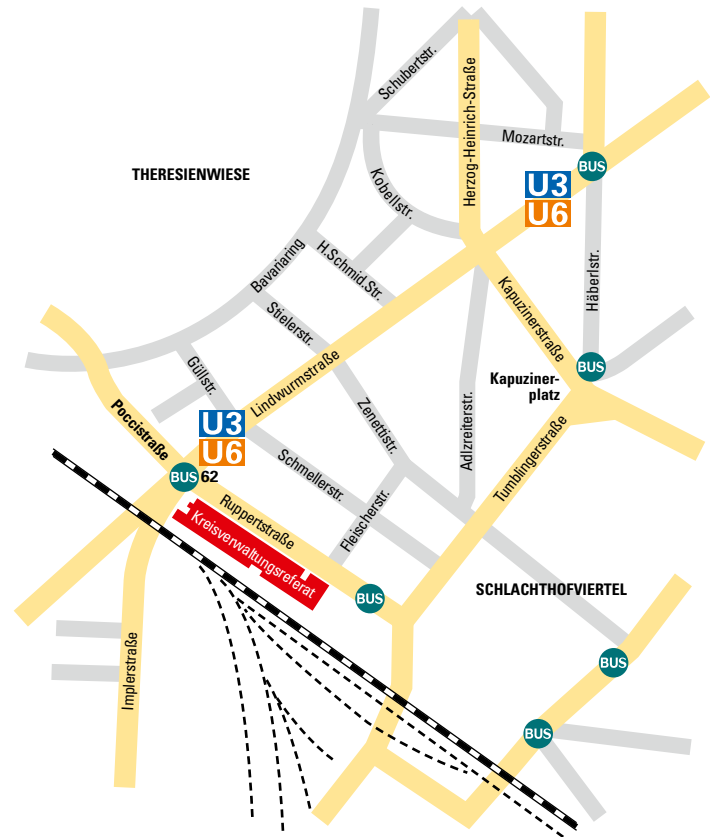 Schubertstr.
Herzog-Heinrich-Straße
Mozartstr.
BUS
THERESIENWIESE
U3
U6
Kobellstr.
Bavariaring
H.Schmid.Str.
Häberlstr.
Kapuzinerstraße
Stielerstr.
Lindwurmstraße
Güllstr.
BUS
Kapuziner-
platz
Poccistraße
U3
U6
Zenettistr.
Adlzreiterstr.
Tumblingerstraße
BUS 62
Schmellerstr.
Ruppertstraße
Fleischerstr.
Kreisverwaltungsreferat
BUS
SCHLACHTHOFVIERTEL
Implerstraße
BUS
BUS